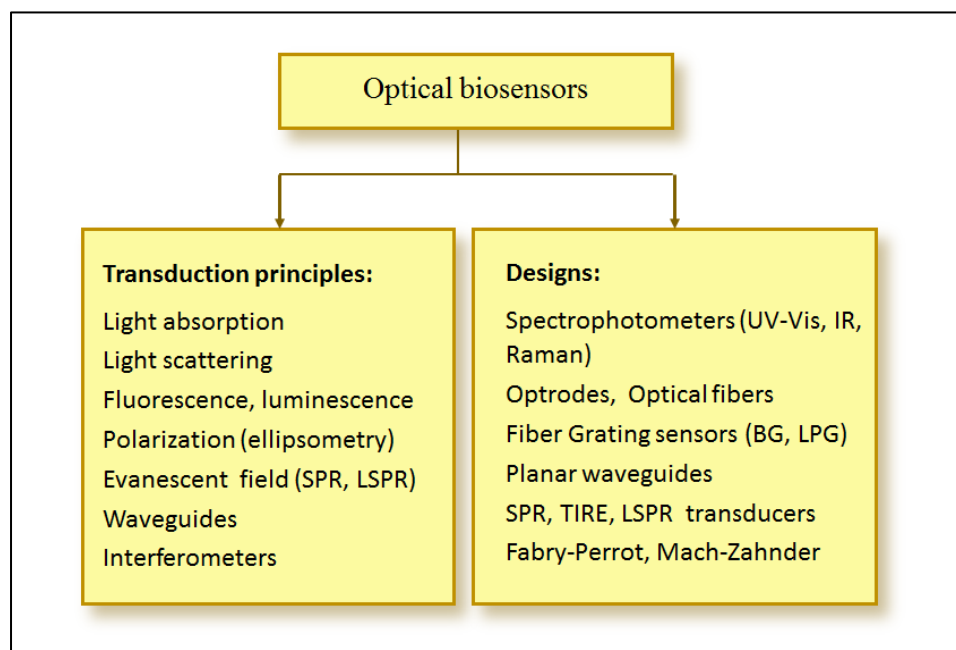 Optical biosensors
Transduction principles:
Light absorption
Light scattering
Fluorescence, luminescence
Polarization (ellipsometry)
Evanescent field (SPR, LSPR)
Waveguides
Interferometers
Designs:
Spectrophotometers (UV-Vis, IR,
Raman)
Optrodes, Optical fibers
Fiber Grating sensors (BG, LPG)
Planar waveguides
SPR, TIRE, LSPR transducers
Fabry-Perrot, Mach-Zahnder